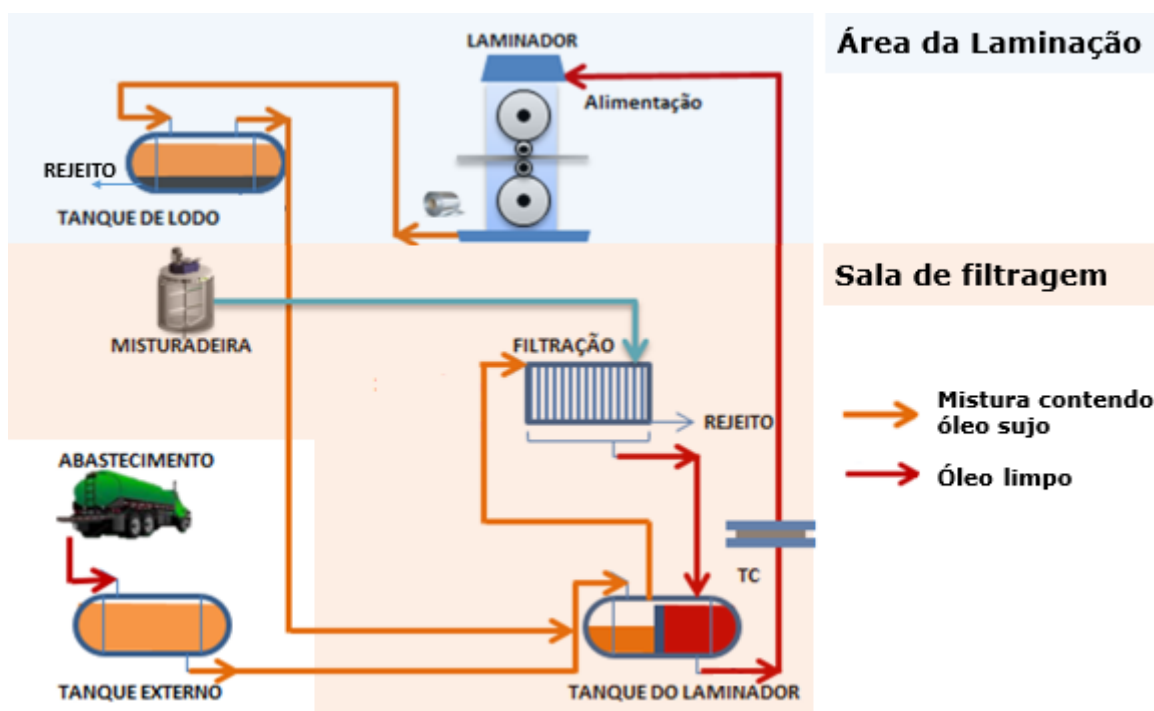 LAMINADOR
Área da Laminação
Alimentação
REJEITO
TANQUE DE LODO
Sala de filtragem
MISTURADEIRA
FILTRAÇÃO
Mistura contendo
óleo sujo
REJEITO
ABASTECIMENTO
Óleo limpo
TC
TANQUE EXTERNO
TANQUE DO LAMINADOR